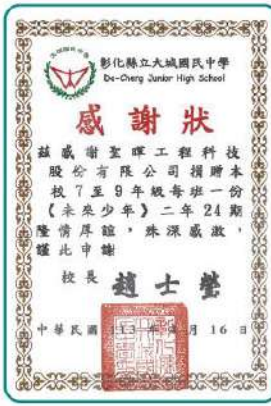 彰化縣立大城國民中學
Da-Cheng Junior High School
感謝狀
茲感謝聖暉工程科技
股份有限公司捐贈本
校7至9年級每班一份
《未來少年》二年24期
隆情厚誼，殊深感激，
謹此申謝
校長 趙士瑩
中華民國113年 月16日